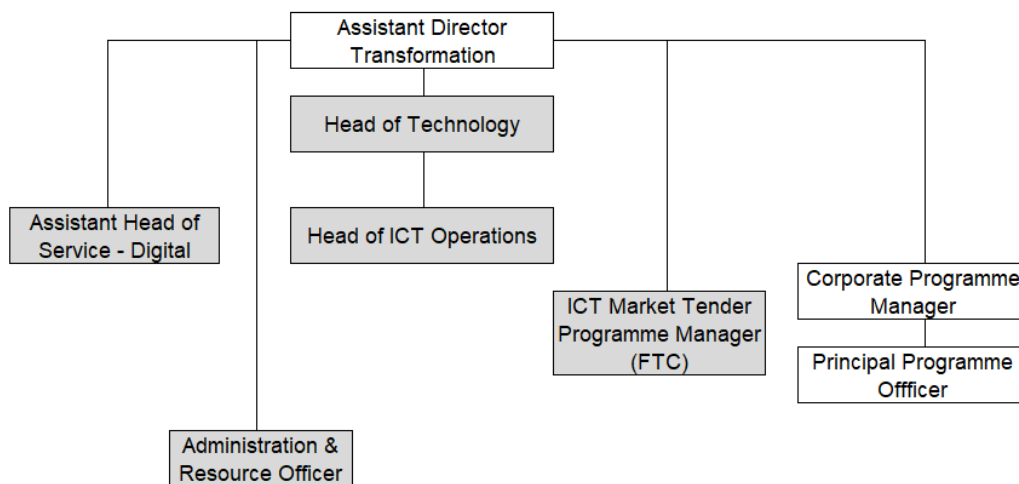 Assistant Director
Transformation
Head of Technology
Assistant Head of
Service - Digital
Head of ICT Operations
ICT Market Tender
Programme Manager
(FTC)
Corporate Programme
Manager
Principal Programme
Offficer
Administration &
Resource Officer